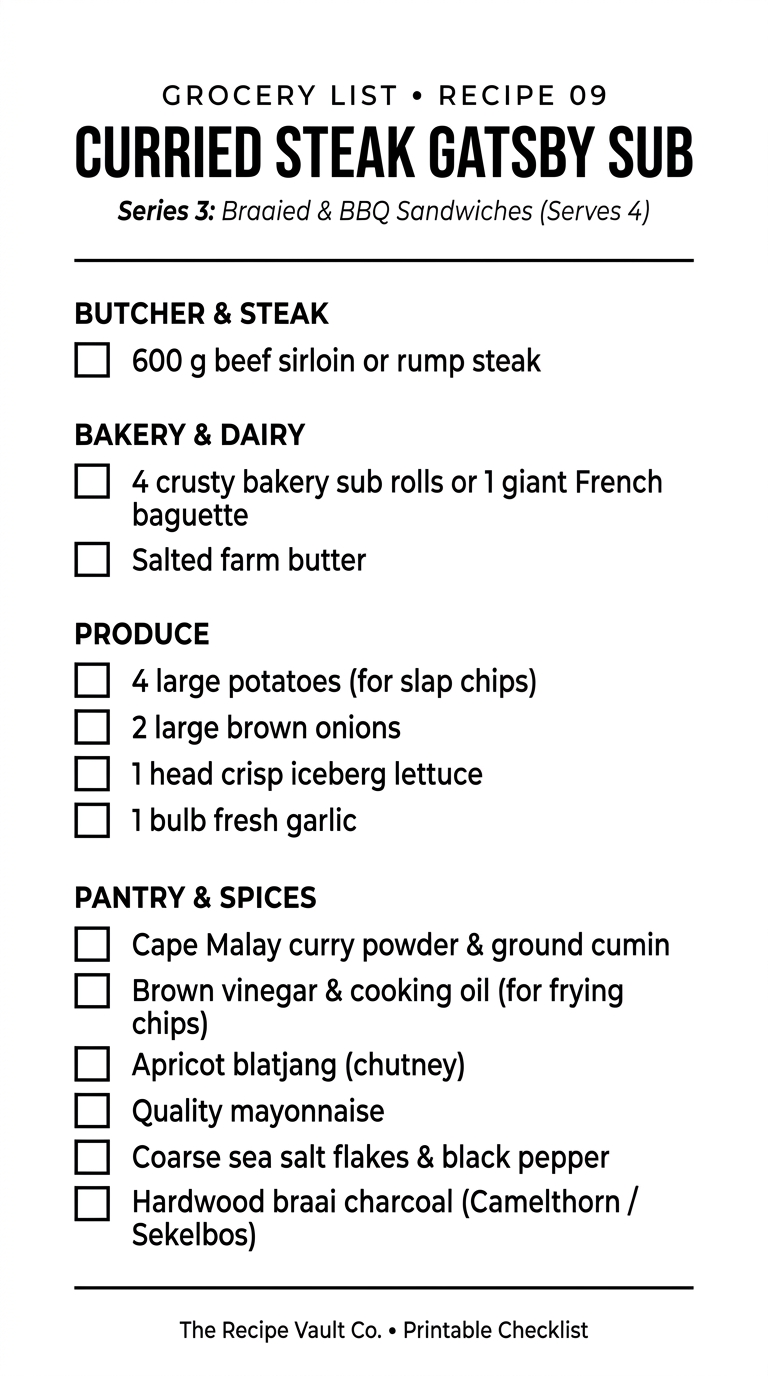 GROCERY LIST • RECIPE 09
CURRIED STEAK GATSBY SUB
Series 3: Braaied & BBQ Sandwiches (Serves 4)
BUTCHER & STEAK
600 g beef sirloin or rump steak
BAKERY & DAIRY
4 crusty bakery sub rolls or 1 giant French
baguette
Salted farm butter
PRODUCE
4 large potatoes (for slap chips)
2 large brown onions
1 head crisp iceberg lettuce
1 bulb fresh garlic
PANTRY & SPICES
Cape Malay curry powder & ground cumin
Brown vinegar & cooking oil (for frying
chips)
Apricot blatjang (chutney)
Quality mayonnaise
Coarse sea salt flakes & black pepper
Hardwood braai charcoal (Camelthorn /
Sekelbos)
The Recipe Vault Co. • Printable Checklist